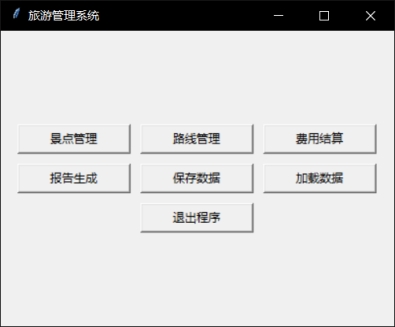 旅游管理系统
景点管理 路线管理 费用结算
报告生成 保存数据 加载数据
退出程序